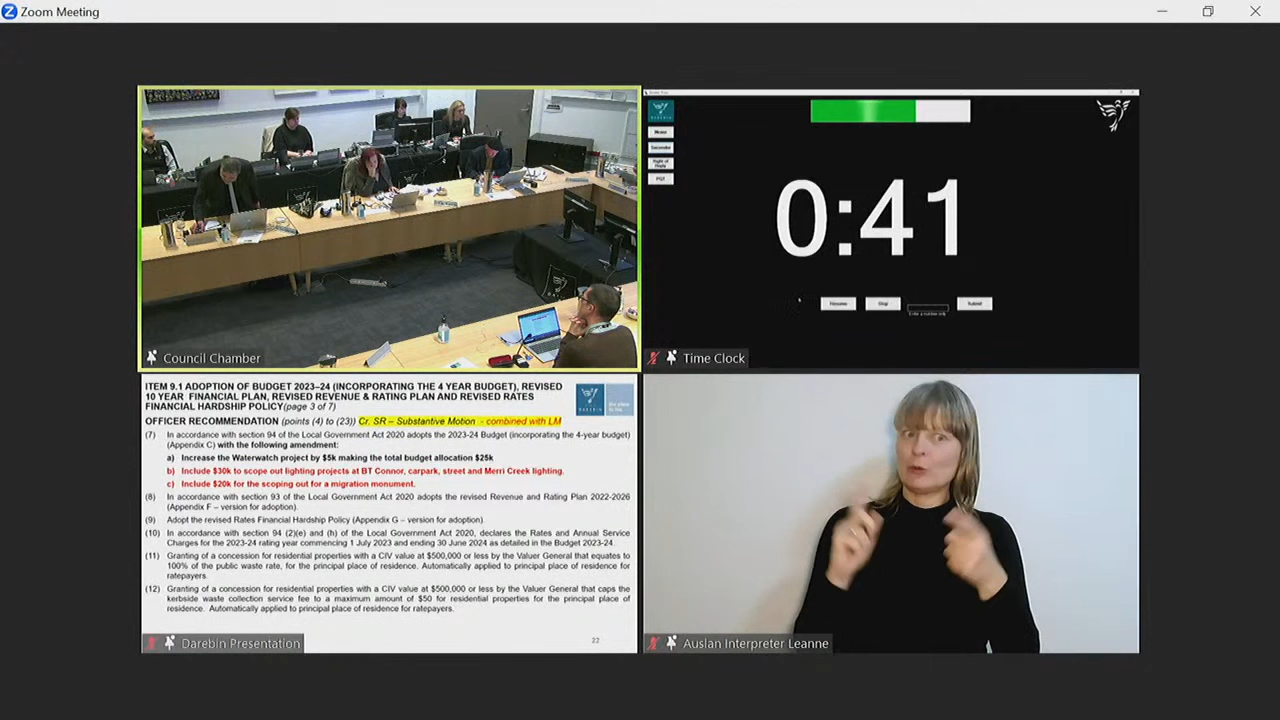 Zoom Meeting
Council Chamber
DAREBIN
0:41
Resume
Stop
Enter a number only
Submit
Time Clock
ITEM 9.1 ADOPTION OF BUDGET 2023–24 (INCORPORATING THE 4 YEAR BUDGET), REVISED
10 YEAR FINANCIAL PLAN, REVISED REVENUE & RATING PLAN AND REVISED RATES
FINANCIAL HARDSHIP POLICY(page 3 of 7)
OFFICER RECOMMENDATION (points (4) to (23)) Cr. SR – Substantive Motion - combined with LM
(7) In accordance with section 94 of the Local Government Act 2020 adopts the 2023-24 Budget (incorporating the 4-year budget)
(Appendix C) with the following amendment:
a) Increase the Waterwatch project by $5k making the total budget allocation $25k
b) Include $30k to scope out lighting projects at BT Connor, carpark, street and Merri Creek lighting.
c) Include $20k for the scoping out for a migration monument.
(8) In accordance with section 93 of the Local Government Act 2020 adopts the revised Revenue and Rating Plan 2022-2026
(Appendix F – version for adoption).
(9) Adopt the revised Rates Financial Hardship Policy (Appendix G – version for adoption).
(10) In accordance with section 94 (2)(e) and (h) of the Local Government Act 2020, declares the Rates and Annual Service
Charges for the 2023-24 rating year commencing 1 July 2023 and ending 30 June 2024 as detailed in the Budget 2023-24.
(11) Granting of a concession for residential properties with a CIV value at $500,000 or less by the Valuer General that equates to
100% of the public waste rate, for the principal place of residence. Automatically applied to principal place of residence for
ratepayers.
(12) Granting of a concession for residential properties with a CIV value at $500,000 or less by the Valuer General that caps the
kerbside waste collection service fee to a maximum amount of $50 for residential properties for the principal place of
residence. Automatically applied to principal place of residence for ratepayers.
22
Darebin Presentation
Auslan Interpreter Leanne